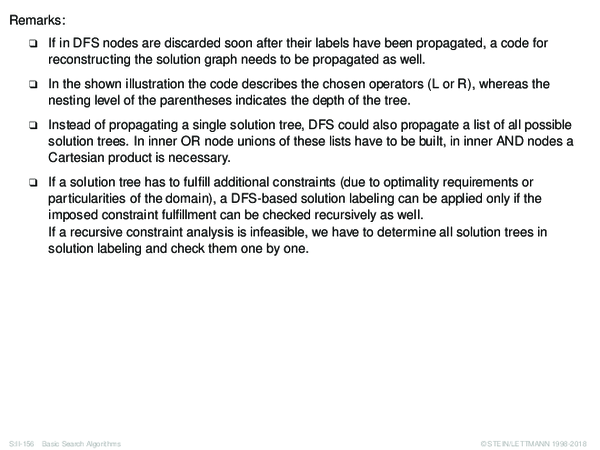 Remarks:
❑ If in DFS nodes are discarded soon after their labels have been propagated, a code for
reconstructing the solution graph needs to be propagated as well.
❑ In the shown illustration the code describes the chosen operators (L or R), whereas the
nesting level of the parentheses indicates the depth of the tree.
❑ Instead of propagating a single solution tree, DFS could also propagate a list of all possible
solution trees. In inner OR node unions of these lists have to be built, in inner AND nodes a
Cartesian product is necessary.
❑ If a solution tree has to fulfill additional constraints (due to optimality requirements or
particularities of the domain), a DFS-based solution labeling can be applied only if the
imposed constraint fulfillment can be checked recursively as well.
If a recursive constraint analysis is infeasible, we have to determine all solution trees in
solution labeling and check them one by one.
S:II-156 Basic Search Algorithms © STEIN/LETTMANN 1998-2018